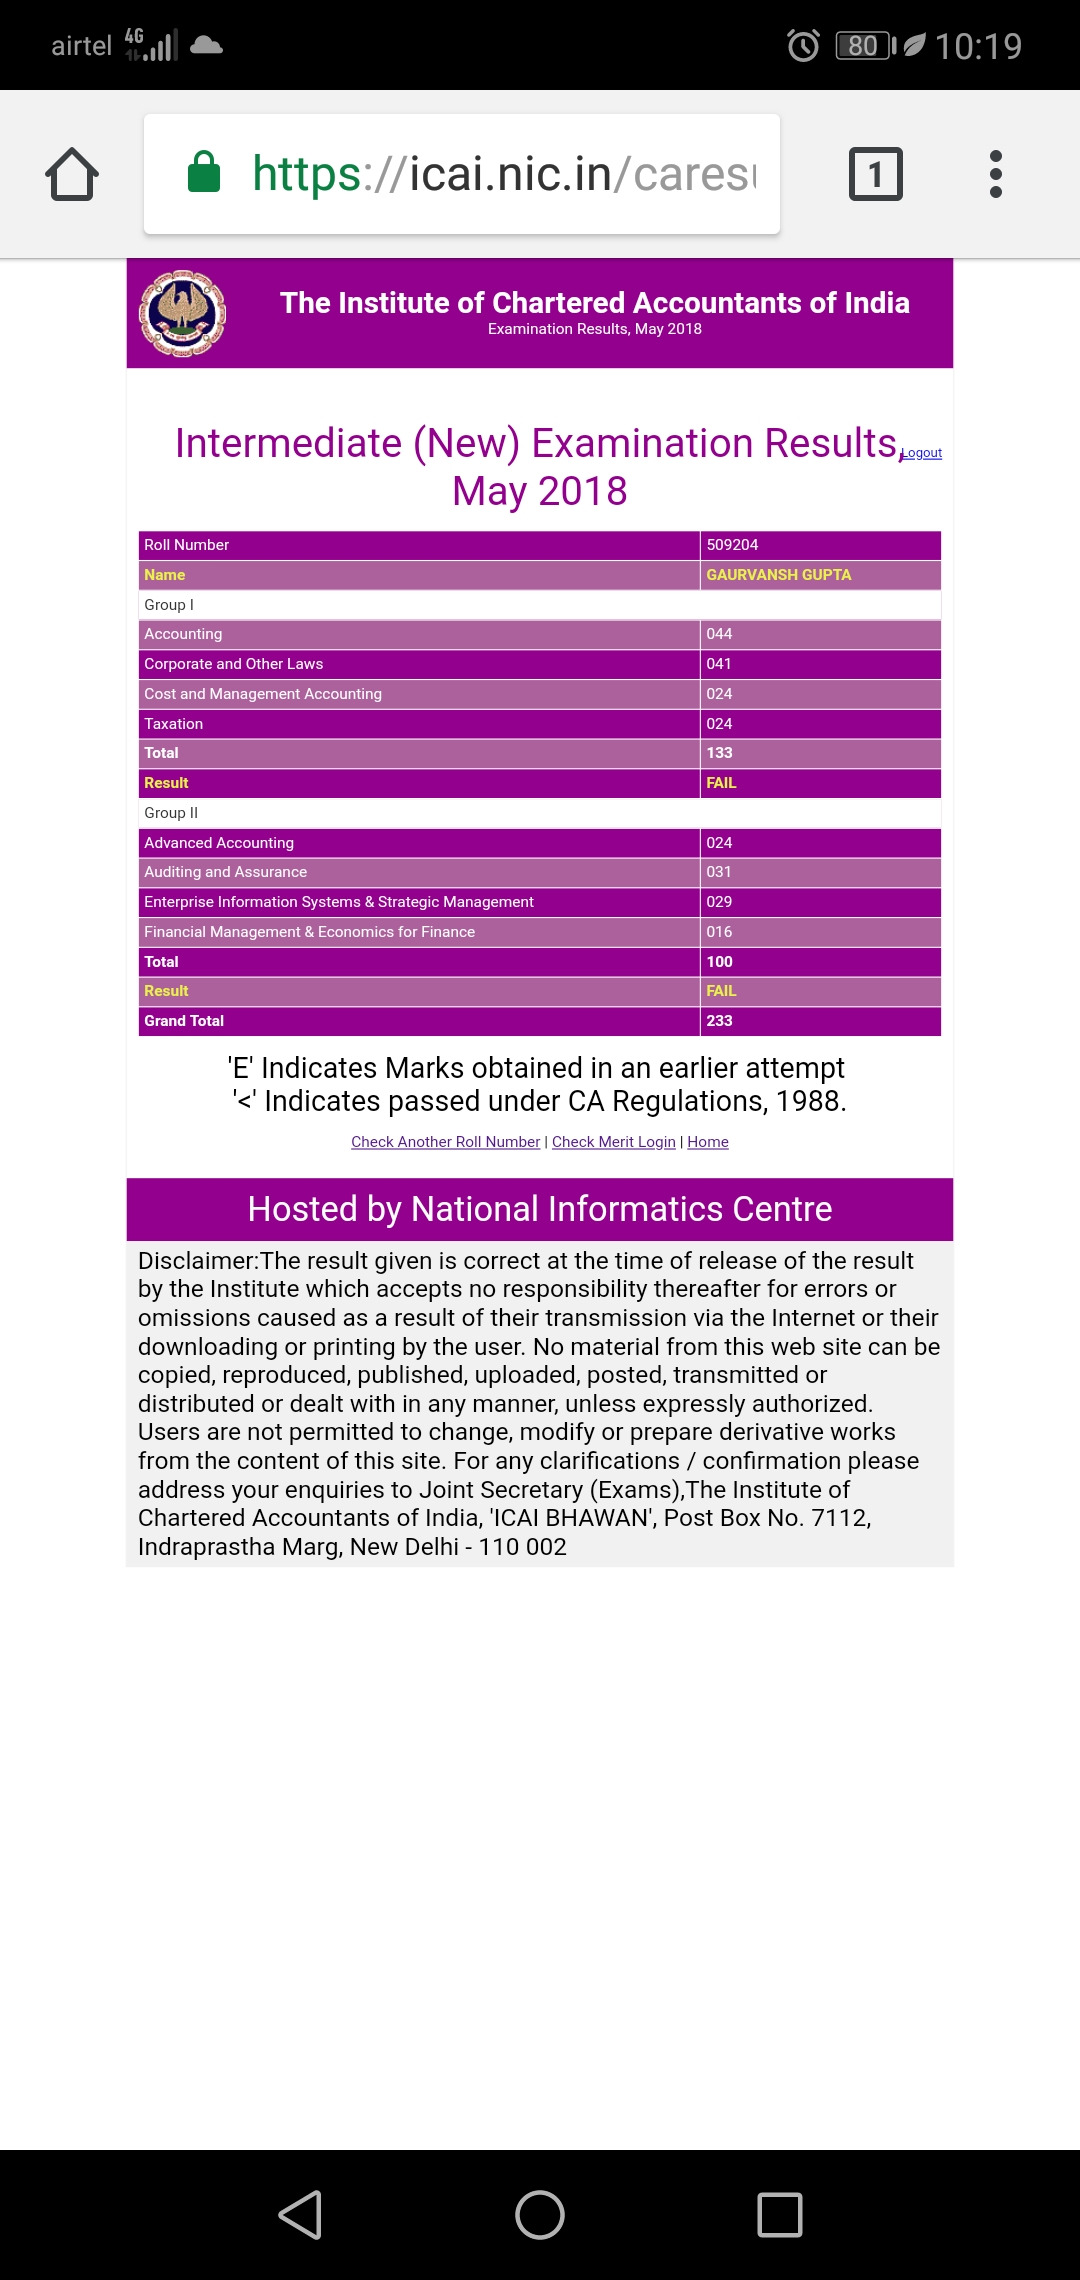 airtel 4G 80 10:19
https://icai.nic.in/cares
1
The Institute of Chartered Accountants of India
Examination Results, May 2018
Intermediate (New) Examination Results,
Logout
May 2018
Roll Number 509204
Name GAURVANSH GUPTA
Group I
Accounting 044
Corporate and Other Laws 041
Cost and Management Accounting 024
Taxation 024
Total 133
Result FAIL
Group II
Advanced Accounting 024
Auditing and Assurance 031
Enterprise Information Systems & Strategic Management 029
Financial Management & Economics for Finance 016
Total 100
Result FAIL
Grand Total 233
'E' Indicates Marks obtained in an earlier attempt
'<' Indicates passed under CA Regulations, 1988.
Check Another Roll Number | Check Merit Login | Home
Hosted by National Informatics Centre
Disclaimer:The result given is correct at the time of release of the result
by the Institute which accepts no responsibility thereafter for errors or
omissions caused as a result of their transmission via the Internet or their
downloading or printing by the user. No material from this web site can be
copied, reproduced, published, uploaded, posted, transmitted or
distributed or dealt with in any manner, unless expressly authorized.
Users are not permitted to change, modify or prepare derivative works
from the content of this site. For any clarifications / confirmation please
address your enquiries to Joint Secretary (Exams),The Institute of
Chartered Accountants of India, 'ICAI BHAWAN', Post Box No. 7112,
Indraprastha Marg, New Delhi - 110 002